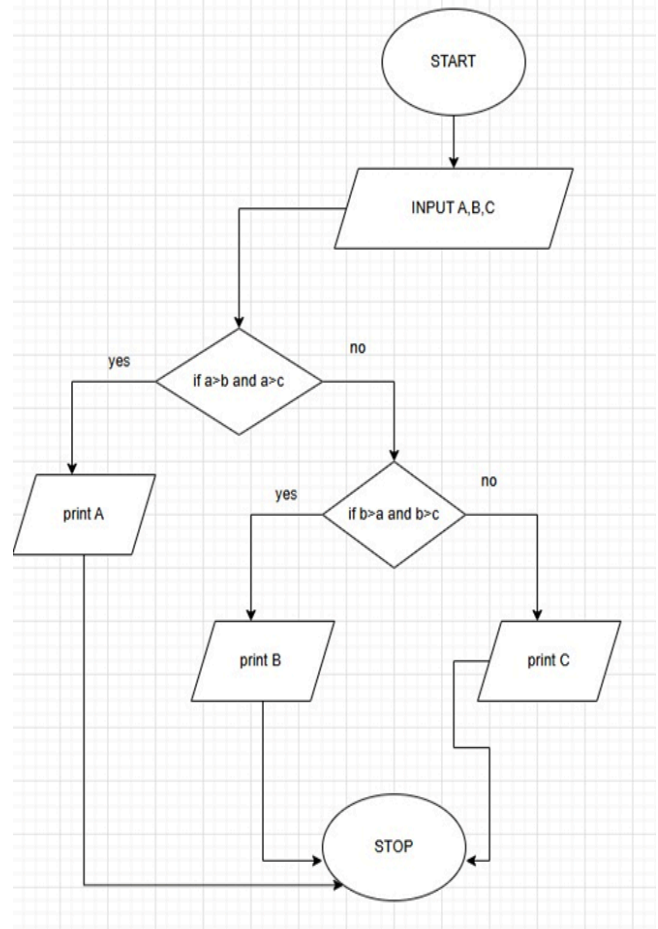 START
INPUT A,B,C
if a>b and a>c
yes
no
print A
if b>a and b>c
yes
no
print B
print C
STOP